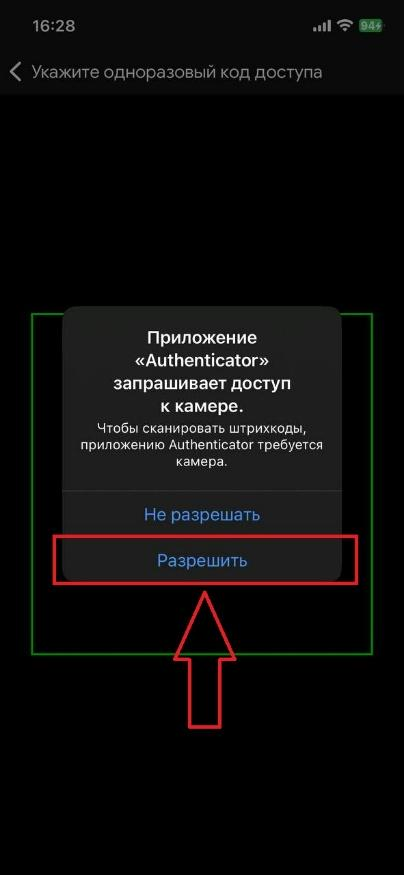 16:28
94
Укажите одноразовый код доступа
Приложение
«Authenticator»
запрашивает доступ
к камере.
Чтобы сканировать штрихкоды,
приложению Authenticator требуется
камера.
Не разрешать
Разрешить